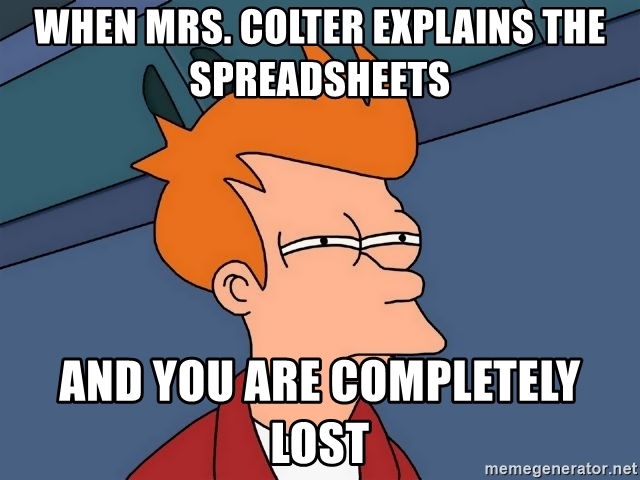 WHEN MRS. COLTER EXPLAINS THE
SPREADSHEETS
AND YOU ARE COMPLETELY
LOST
memegenerator.net